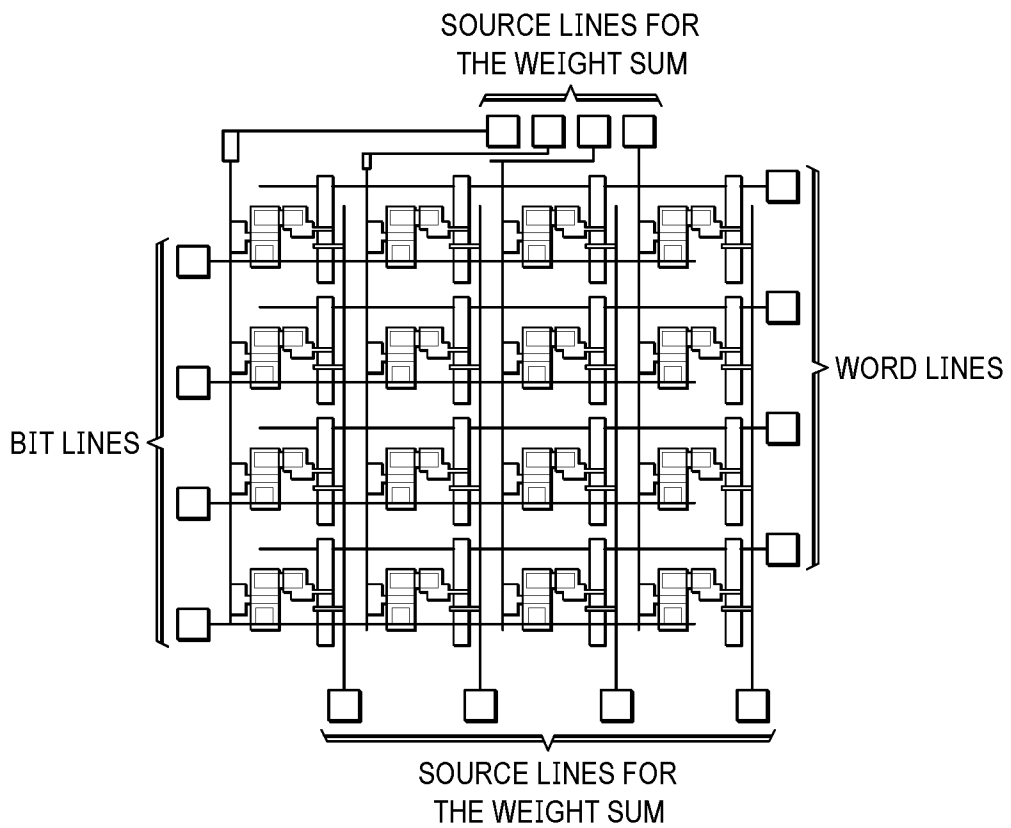 SOURCE LINES FOR
THE WEIGHT SUM
WORD LINES
BIT LINES
SOURCE LINES FOR
THE WEIGHT SUM